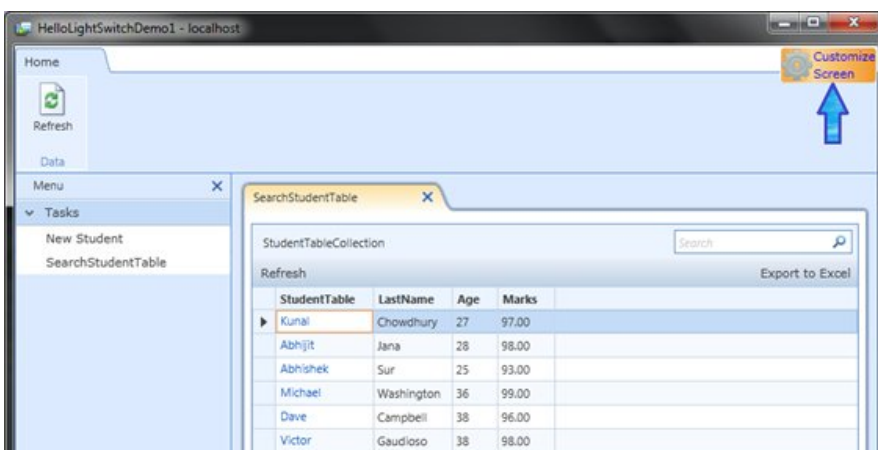 HelloLightSwitchDemo1 - localhost
Home
Customize
Screen
Refresh
Data
Menu
Tasks
New Student
SearchStudentTable
SearchStudentTable
StudentTableCollection
Search
Refresh
Export to Excel
StudentTable LastName Age Marks
Kunal Chowdhury 27 97.00
Abhijit Jana 28 98.00
Abhishek Sur 25 93.00
Michael Washington 36 99.00
Dave Campbell 38 96.00
Victor Gaudioso 38 98.00